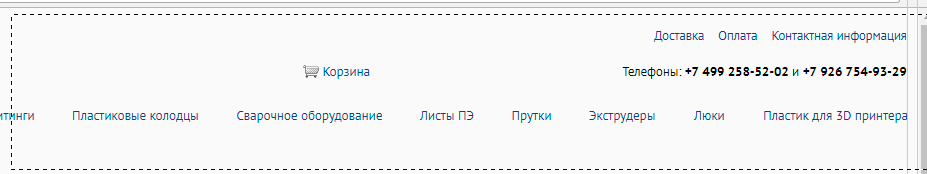 Доставка Оплата Контактная информация
Корзина Телефоны: +7 499 258-52-02 и +7 926 754-93-29
Пластиковые колодцы Сварочное оборудование Листы ПЭ Прутки Экструдеры Люки Пластик для 3D принтера